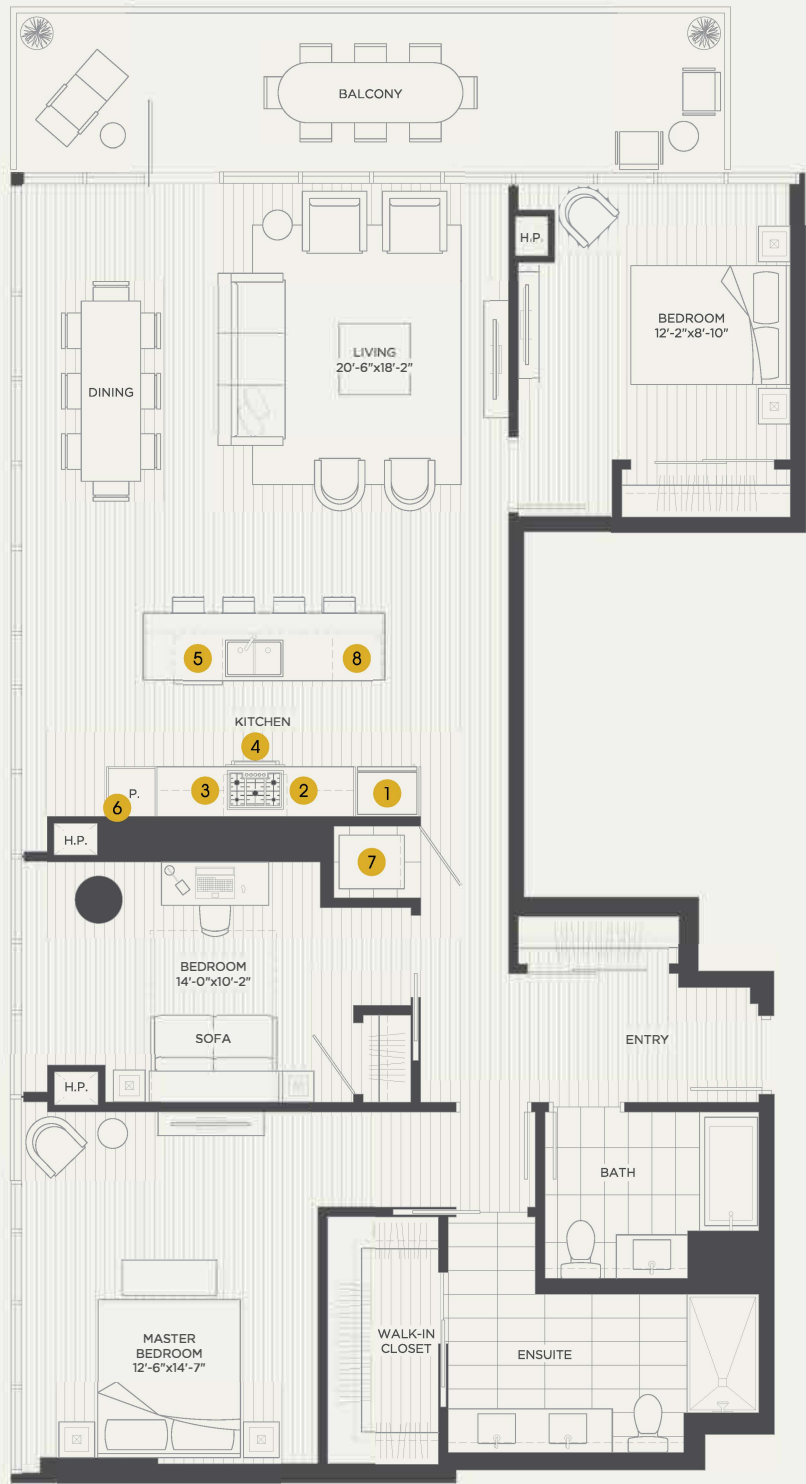 BALCONY
H.P.
BEDROOM
12'-2"x8'-10"
LIVING
20'-6"x18'-2"
DINING
5
8
KITCHEN
4
3
2
1
P.
6
H.P.
7
BEDROOM
14'-0"x10'-2"
SOFA
ENTRY
H.P.
BATH
MASTER
BEDROOM
12'-6"x14'-7"
WALK-IN
CLOSET
ENSUITE